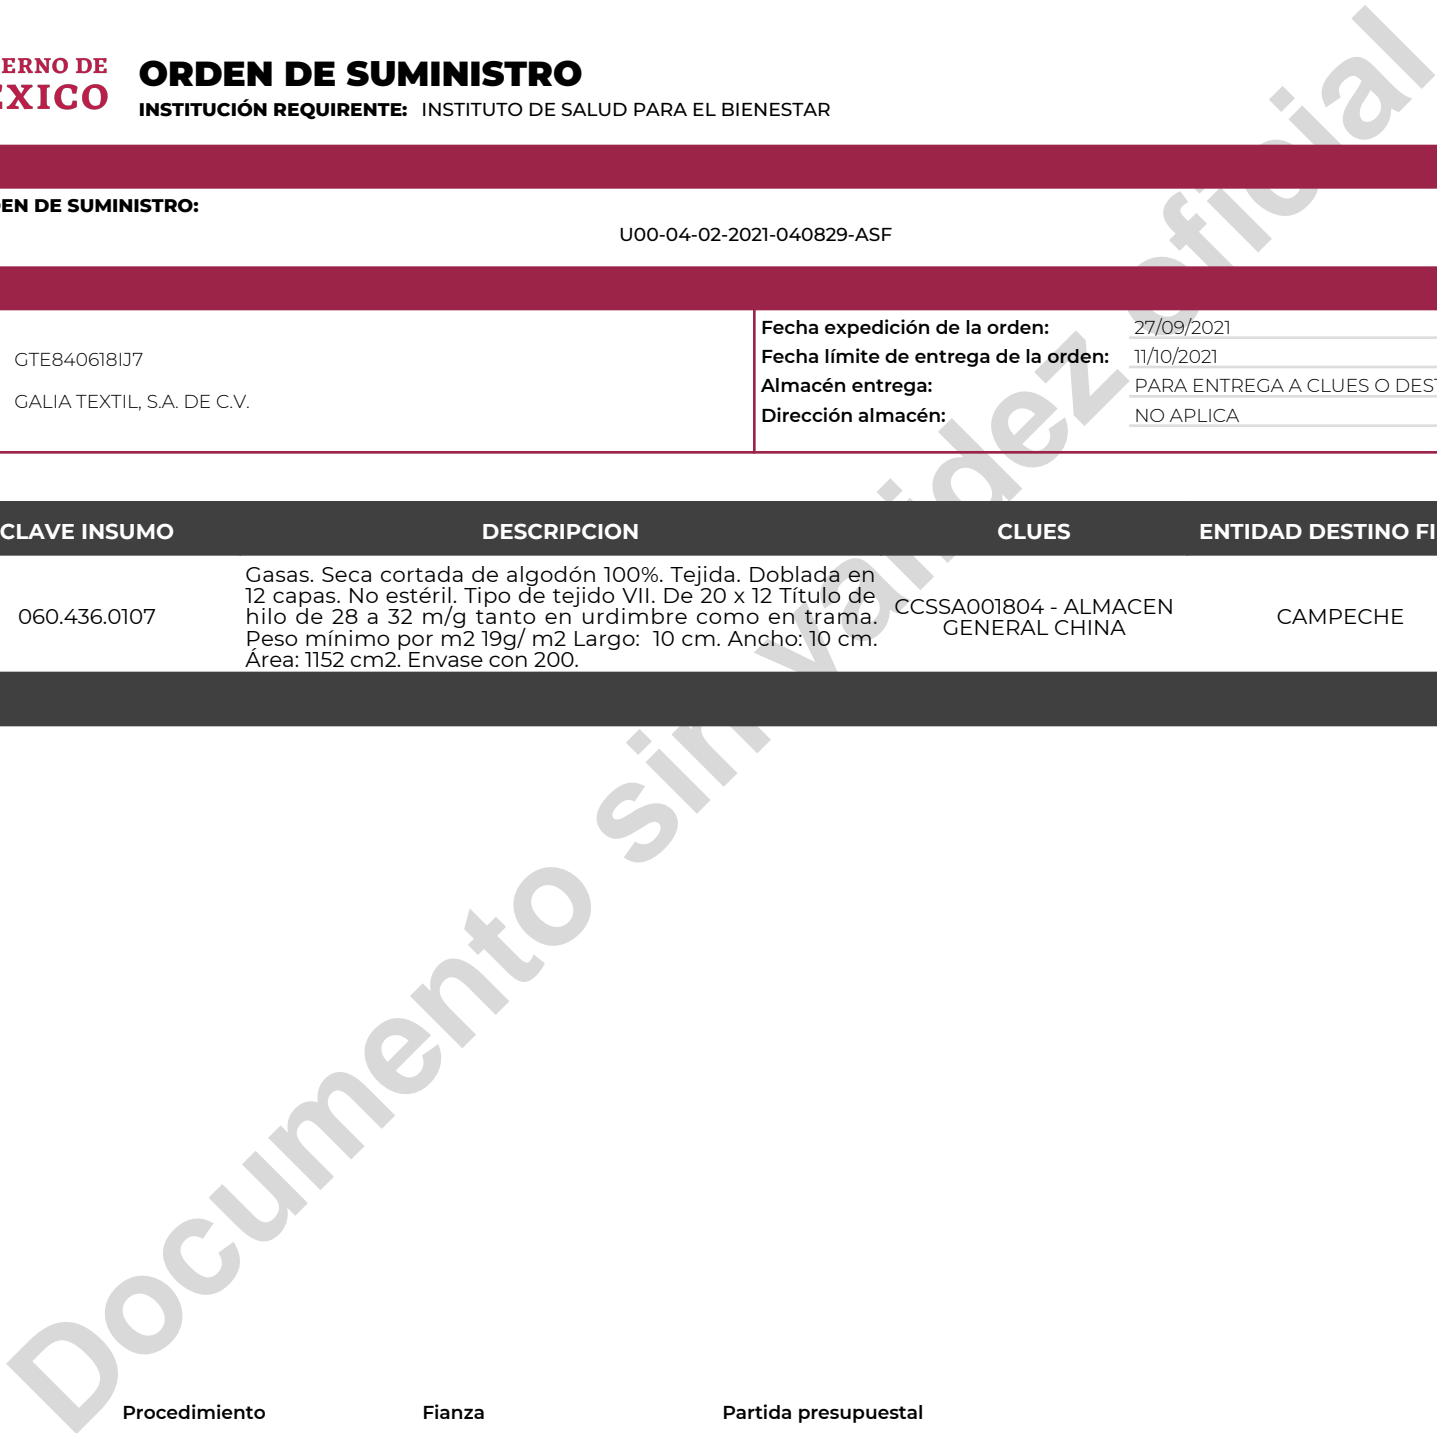 ERNO DE
EXICO
ORDEN DE SUMINISTRO
INSTITUCIÓN REQUIRENTE: INSTITUTO DE SALUD PARA EL BIENESTAR
EN DE SUMINISTRO:
U00-04-02-2021-040829-ASF
GTE840618IJ7
GALIA TEXTIL, S.A. DE C.V.
Fecha expedición de la orden: 27/09/2021
Fecha límite de entrega de la orden: 11/10/2021
Almacén entrega: PARA ENTREGA A CLUES O DEST
Dirección almacén: NO APLICA
CLAVE INSUMO DESCRIPCION CLUES ENTIDAD DESTINO FI
060.436.0107
Gasas. Seca cortada de algodón 100%. Tejida. Doblada en
12 capas. No estéril. Tipo de tejido VII. De 20 x 12 Título de
hilo de 28 a 32 m/g tanto en urdimbre como en trama.
Peso mínimo por m2 19g/ m2 Largo: 10 cm. Ancho: 10 cm.
Área: 1152 cm2. Envase con 200.
CCSSA001804 - ALMACEN
GENERAL CHINA
CAMPECHE
Documento sin validez oficial
Procedimiento Fianza Partida presupuestal